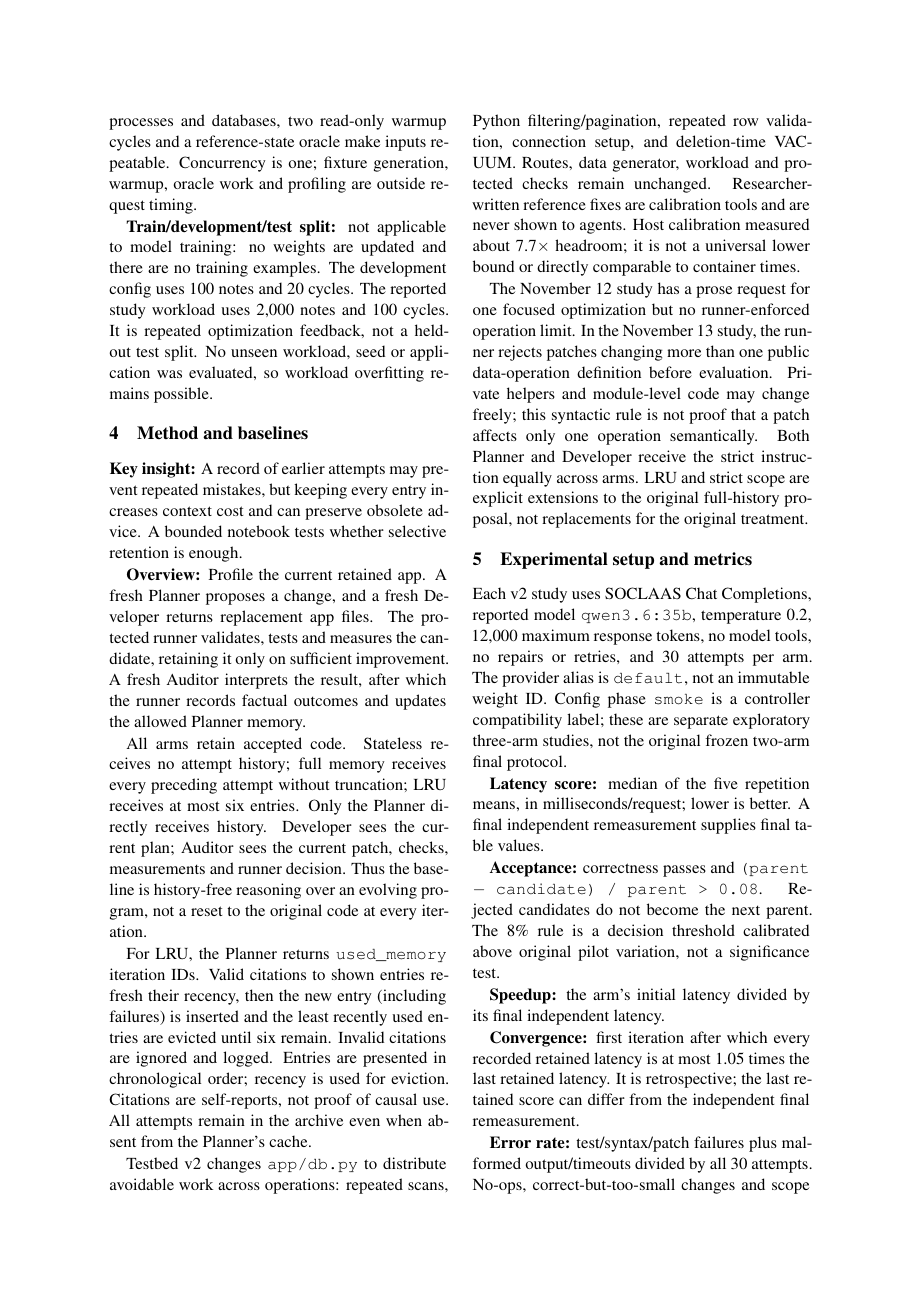 processes and databases, two read-only warmup
cycles and a reference-state oracle make inputs re-
peatable. Concurrency is one; fixture generation,
warmup, oracle work and profiling are outside re-
quest timing.
Train/development/test split: not applicable
to model training: no weights are updated and
there are no training examples. The development
config uses 100 notes and 20 cycles. The reported
study workload uses 2,000 notes and 100 cycles.
It is repeated optimization feedback, not a held-
out test split. No unseen workload, seed or appli-
cation was evaluated, so workload overfitting re-
mains possible.
4 Method and baselines
Key insight: A record of earlier attempts may pre-
vent repeated mistakes, but keeping every entry in-
creases context cost and can preserve obsolete ad-
vice. A bounded notebook tests whether selective
retention is enough.
Overview: Profile the current retained app. A
fresh Planner proposes a change, and a fresh De-
veloper returns replacement app files. The pro-
tected runner validates, tests and measures the can-
didate, retaining it only on sufficient improvement.
A fresh Auditor interprets the result, after which
the runner records factual outcomes and updates
the allowed Planner memory.
All arms retain accepted code. Stateless re-
ceives no attempt history; full memory receives
every preceding attempt without truncation; LRU
receives at most six entries. Only the Planner di-
rectly receives history. Developer sees the cur-
rent plan; Auditor sees the current patch, checks,
measurements and runner decision. Thus the base-
line is history-free reasoning over an evolving pro-
gram, not a reset to the original code at every iter-
ation.
For LRU, the Planner returns used_memory
iteration IDs. Valid citations to shown entries re-
fresh their recency, then the new entry (including
failures) is inserted and the least recently used en-
tries are evicted until six remain. Invalid citations
are ignored and logged. Entries are presented in
chronological order; recency is used for eviction.
Citations are self-reports, not proof of causal use.
All attempts remain in the archive even when ab-
sent from the Planner's cache.
Testbed v2 changes app/db.py to distribute
avoidable work across operations: repeated scans,
Python filtering/pagination, repeated row valida-
tion, connection setup, and deletion-time VAC-
UUM. Routes, data generator, workload and pro-
tected checks remain unchanged. Researcher-
written reference fixes are calibration tools and are
never shown to agents. Host calibration measured
about 7.7× headroom; it is not a universal lower
bound or directly comparable to container times.
The November 12 study has a prose request for
one focused optimization but no runner-enforced
operation limit. In the November 13 study, the run-
ner rejects patches changing more than one public
data-operation definition before evaluation. Pri-
vate helpers and module-level code may change
freely; this syntactic rule is not proof that a patch
affects only one operation semantically. Both
Planner and Developer receive the strict instruc-
tion equally across arms. LRU and strict scope are
explicit extensions to the original full-history pro-
posal, not replacements for the original treatment.
5 Experimental setup and metrics
Each v2 study uses SOCLAAS Chat Completions,
reported model qwen3.6:35b, temperature 0.2,
12,000 maximum response tokens, no model tools,
no repairs or retries, and 30 attempts per arm.
The provider alias is default, not an immutable
weight ID. Config phase smoke is a controller
compatibility label; these are separate exploratory
three-arm studies, not the original frozen two-arm
final protocol.
Latency score: median of the five repetition
means, in milliseconds/request; lower is better. A
final independent remeasurement supplies final ta-
ble values.
Acceptance: correctness passes and (parent
− candidate) / parent > 0.08. Re-
jected candidates do not become the next parent.
The 8% rule is a decision threshold calibrated
above original pilot variation, not a significance
test.
Speedup: the arm's initial latency divided by
its final independent latency.
Convergence: first iteration after which every
recorded retained latency is at most 1.05 times the
last retained latency. It is retrospective; the last re-
tained score can differ from the independent final
remeasurement.
Error rate: test/syntax/patch failures plus mal-
formed output/timeouts divided by all 30 attempts.
No-ops, correct-but-too-small changes and scope